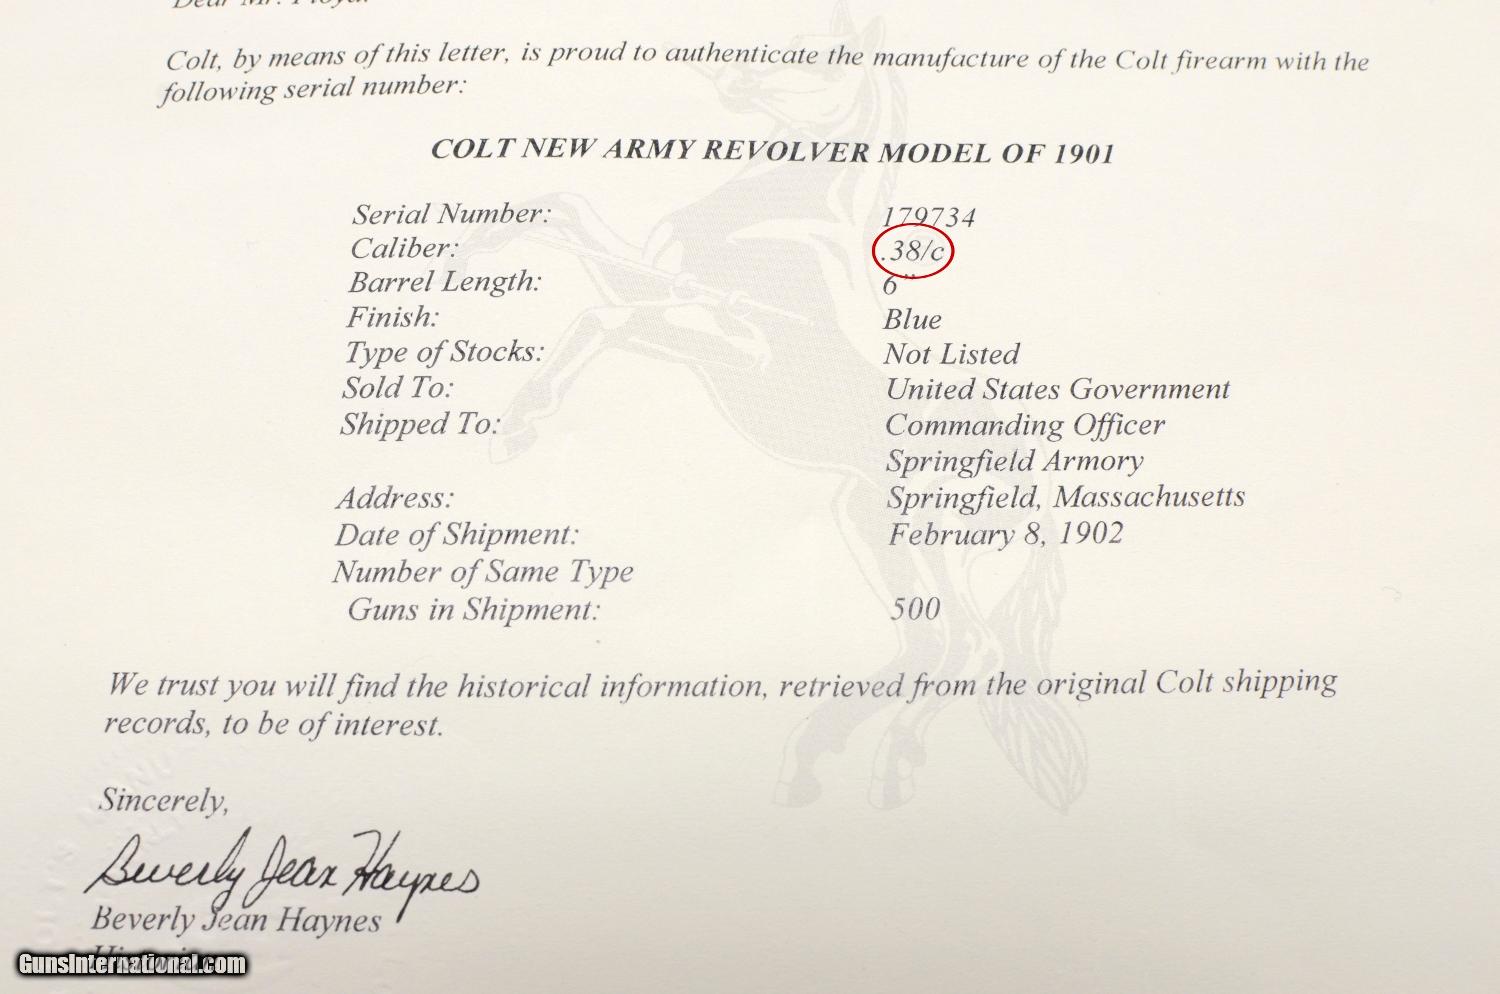 Dear Mr. Floyd
Colt, by means of this letter, is proud to authenticate the manufacture of the Colt firearm with the
following serial number:
COLT NEW ARMY REVOLVER MODEL OF 1901
Serial Number: 179734
Caliber: .38/c
Barrel Length: 6"
Finish: Blue
Type of Stocks: Not Listed
Sold To: United States Government
Shipped To: Commanding Officer
Springfield Armory
Address: Springfield, Massachusetts
Date of Shipment: February 8, 1902
Number of Same Type
Guns in Shipment: 500
We trust you will find the historical information, retrieved from the original Colt shipping
records, to be of interest.
Sincerely,
Beverly Jean Haynes
Beverly Jean Haynes
GunsInternational.com